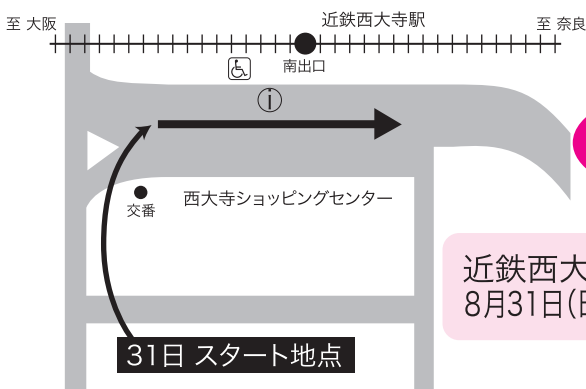 近鉄西大寺駅
至 大阪
至 奈良
南出口
i
交番
西大寺ショッピングセンター
近鉄西大
8月31日(日
31日 スタート地点